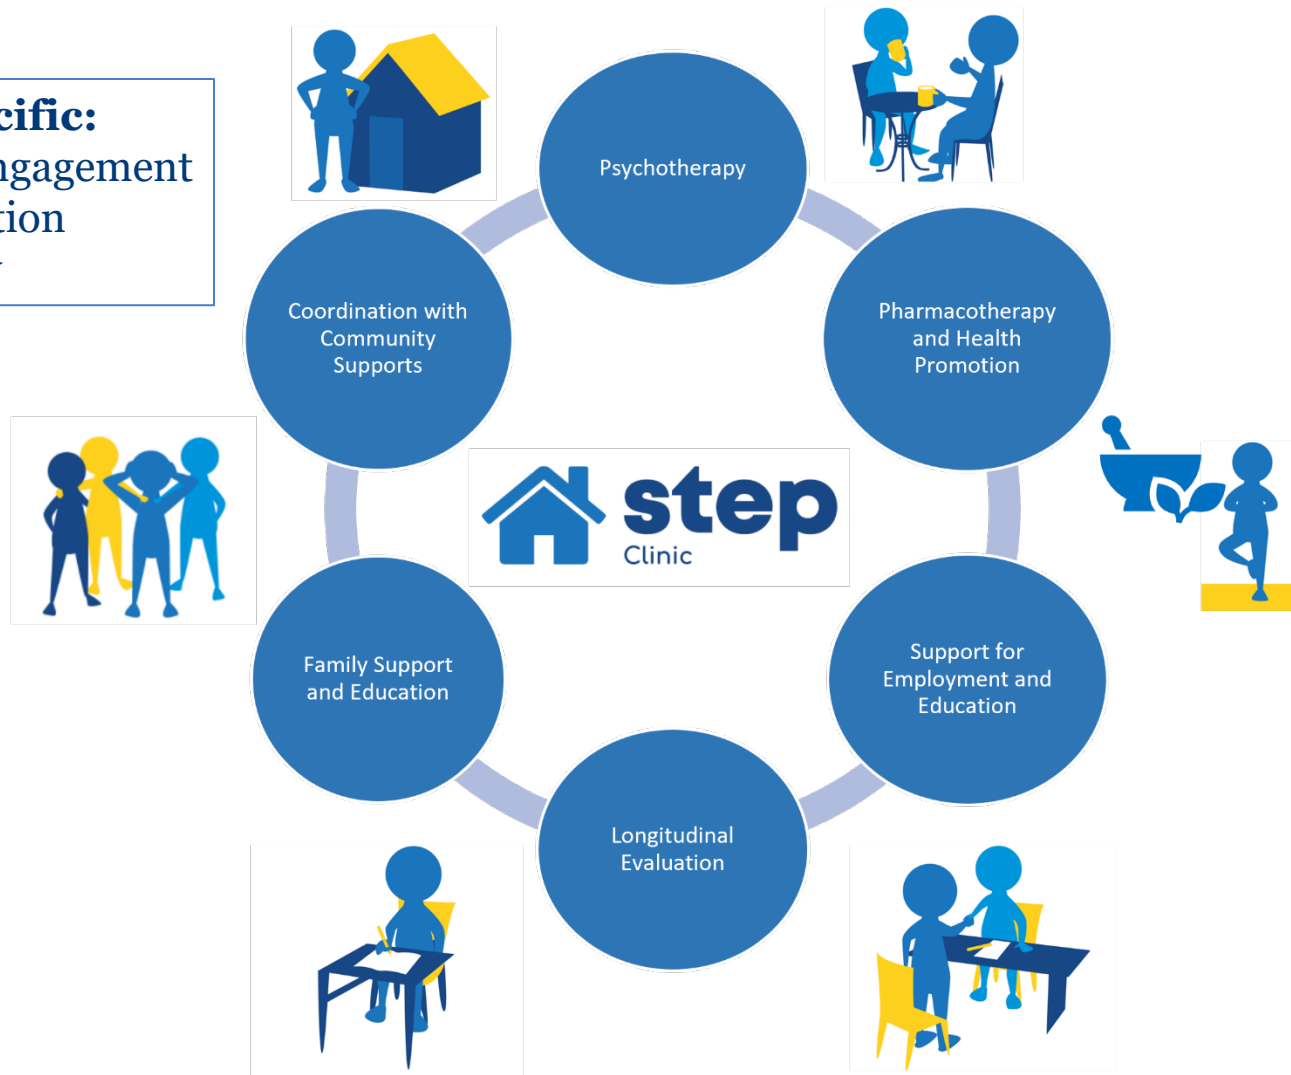 cific:
ngagement
tion
Psychotherapy
Pharmacotherapy
and Health
Promotion
Support for
Employment and
Education
Longitudinal
Evaluation
Family Support
and Education
Coordination with
Community
Supports
step
Clinic